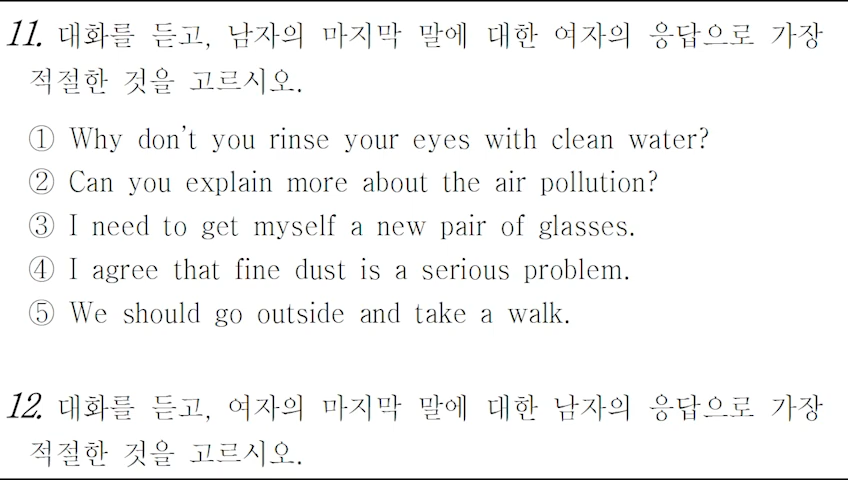 11. 대화를 듣고, 남자의 마지막 말에 대한 여자의 응답으로 가장
적절한 것을 고르시오.
① Why don't you rinse your eyes with clean water?
② Can you explain more about the air pollution?
③ I need to get myself a new pair of glasses.
④ I agree that fine dust is a serious problem.
⑤ We should go outside and take a walk.
12. 대화를 듣고, 여자의 마지막 말에 대한 남자의 응답으로 가장
적절한 것을 고르시오.